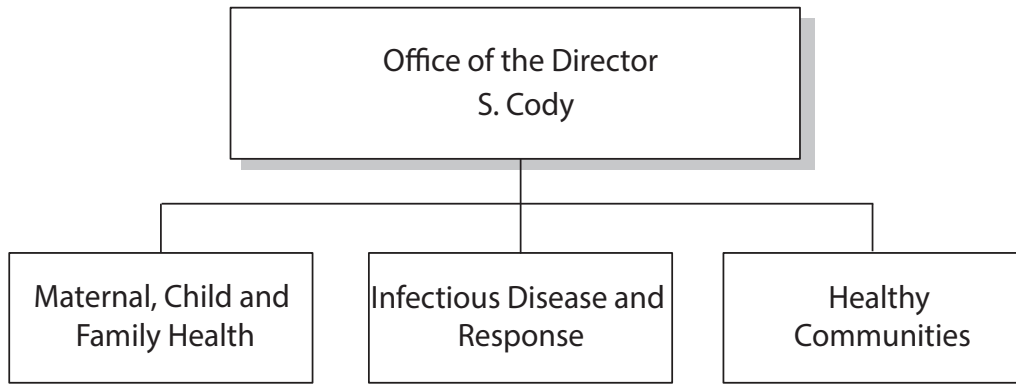 Office of the Director
S. Cody
Maternal, Child and
Family Health
Infectious Disease and
Response
Healthy
Communities